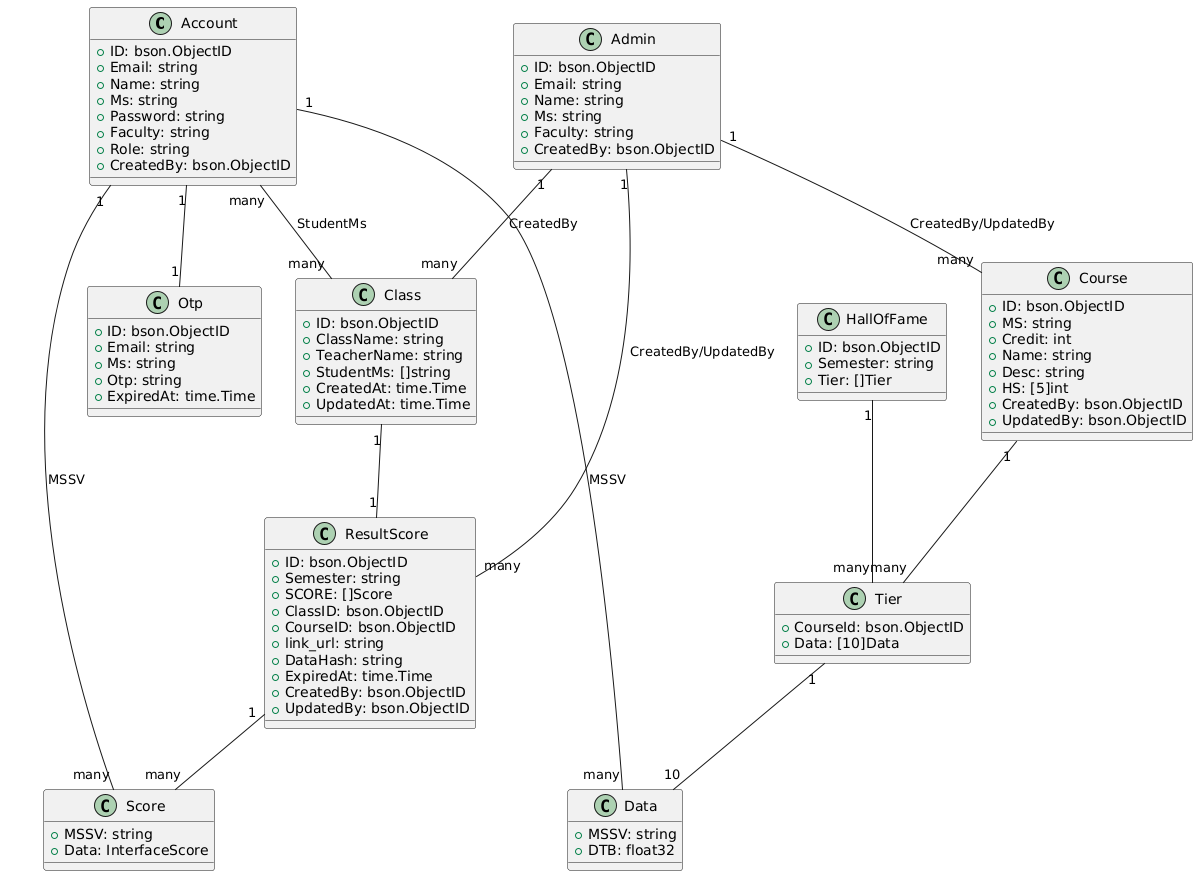 C Account
ID: bson.ObjectID
Email: string
Name: string
Ms: string
Password: string
Faculty: string
Role: string
CreatedBy: bson.ObjectID
C Admin
ID: bson.ObjectID
Email: string
Name: string
Ms: string
Faculty: string
CreatedBy: bson.ObjectID
1
1
1
1
many
1
1
StudentMs
CreatedBy
CreatedBy/UpdatedBy
1
many
many
many
C Otp
ID: bson.ObjectID
Email: string
Ms: string
Otp: string
ExpiredAt: time.Time
C Class
ID: bson.ObjectID
ClassName: string
TeacherName: string
StudentMs: []string
CreatedAt: time.Time
UpdatedAt: time.Time
CreatedBy/UpdatedBy
C HallOfFame
ID: bson.ObjectID
Semester: string
Tier: []Tier
C Course
ID: bson.ObjectID
MS: string
Credit: int
Name: string
Desc: string
HS: [5]int
CreatedBy: bson.ObjectID
UpdatedBy: bson.ObjectID
1
1
1
MSSV
MSSV
1
many
manymany
C ResultScore
ID: bson.ObjectID
Semester: string
SCORE: []Score
ClassID: bson.ObjectID
CourseID: bson.ObjectID
link_url: string
DataHash: string
ExpiredAt: time.Time
CreatedBy: bson.ObjectID
UpdatedBy: bson.ObjectID
C Tier
CourseId: bson.ObjectID
Data: [10]Data
1
1
many
many
many
10
C Score
MSSV: string
Data: InterfaceScore
C Data
MSSV: string
DTB: float32